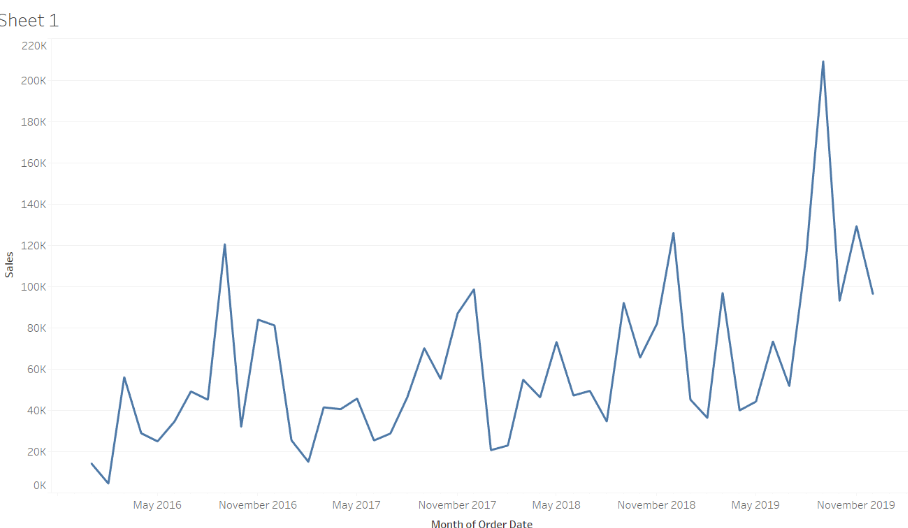 Sheet 1
220K
200K
180K
160K
140K
120K
100K
80K
60K
40K
20K
0K
Sales
May 2016
November 2016
May 2017
November 2017
May 2018
November 2018
May 2019
November 2019
Month of Order Date